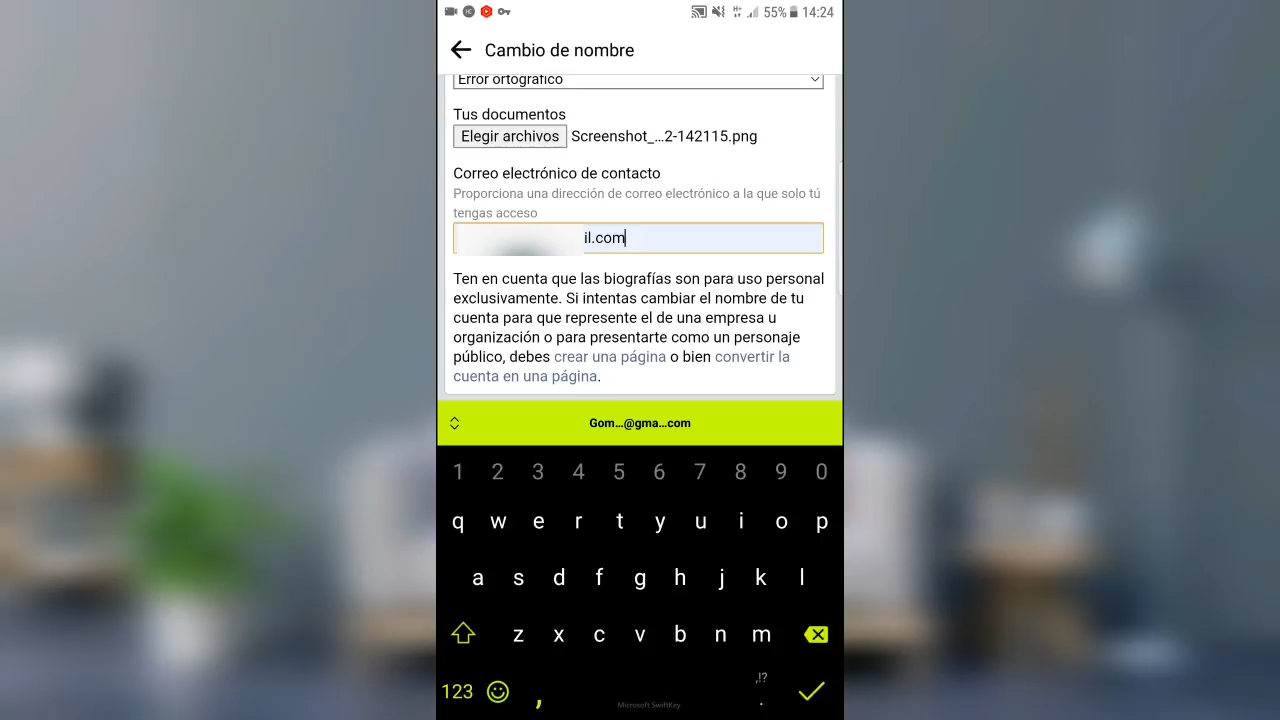 55% 14:24
Cambio de nombre
Error ortográfico
Tus documentos
Elegir archivos Screenshot_...2-142115.png
Correo electrónico de contacto
Proporciona una dirección de correo electrónico a la que solo tú
tengas acceso
il.com
Ten en cuenta que las biografías son para uso personal
exclusivamente. Si intentas cambiar el nombre de tu
cuenta para que represente el de una empresa u
organización o para presentarte como un personaje
público, debes crear una página o bien convertir la
cuenta en una página.
Gom...@gma...com
1 2 3 4 5 6 7 8 9 0
q w e r t y u i o p
a s d f g h j k l
z x c v b n m
,!?
123 , .
Microsoft SwiftKey